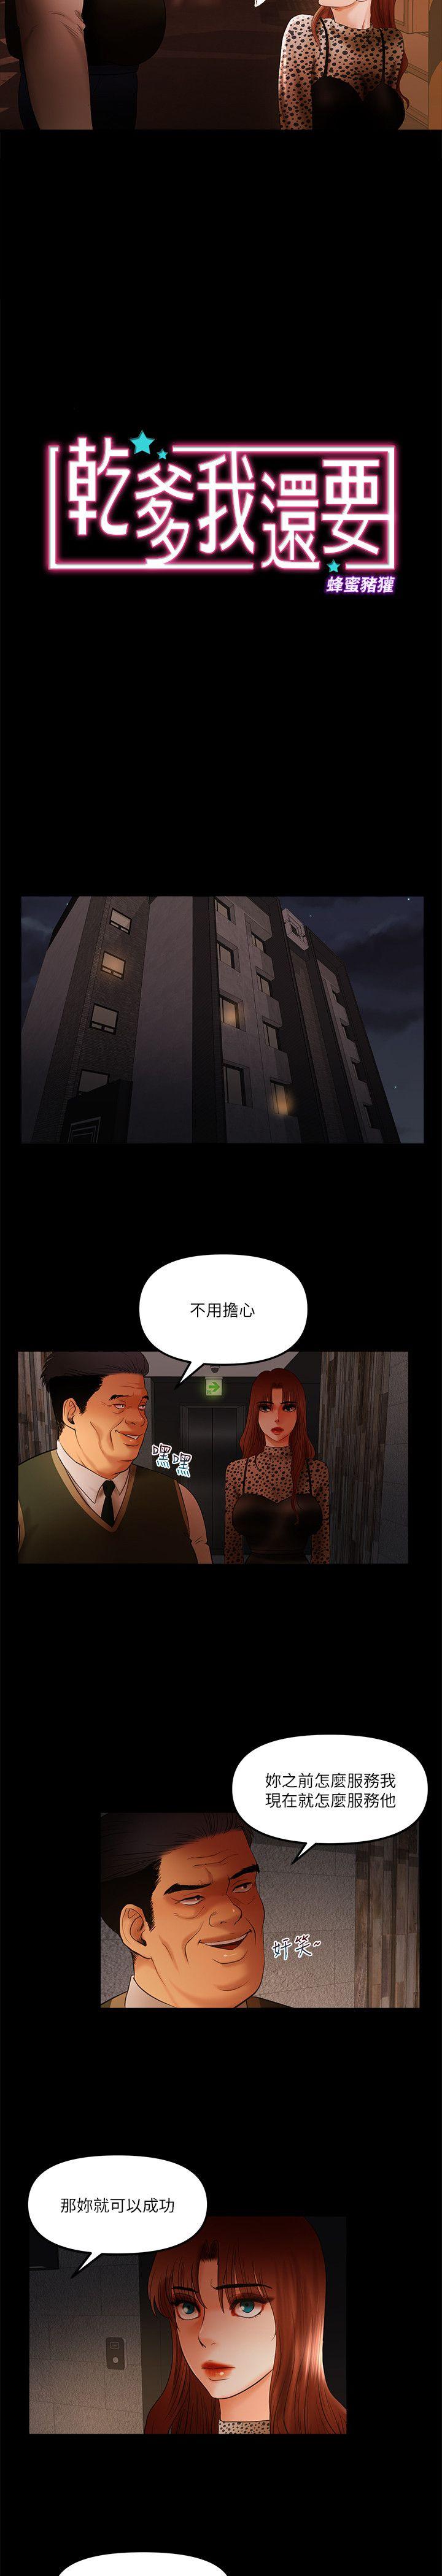 乾爹我還要
蜂蜜豬獾
不用擔心
嘿嘿
妳之前怎麼服務我
現在就怎麼服務他
奸笑~
那妳就可以成功